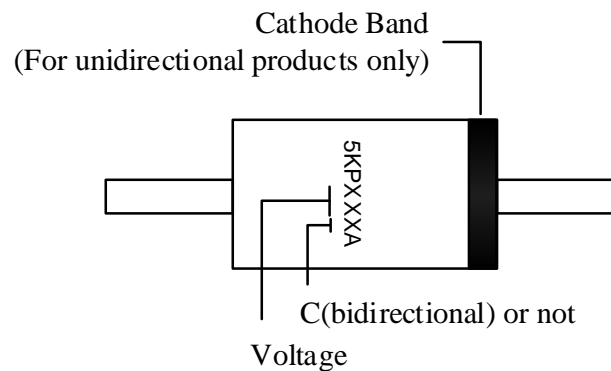 Cathode Band
(For unidirectional products only)
5KPXXXA
C(bidirectional) or not
Voltage